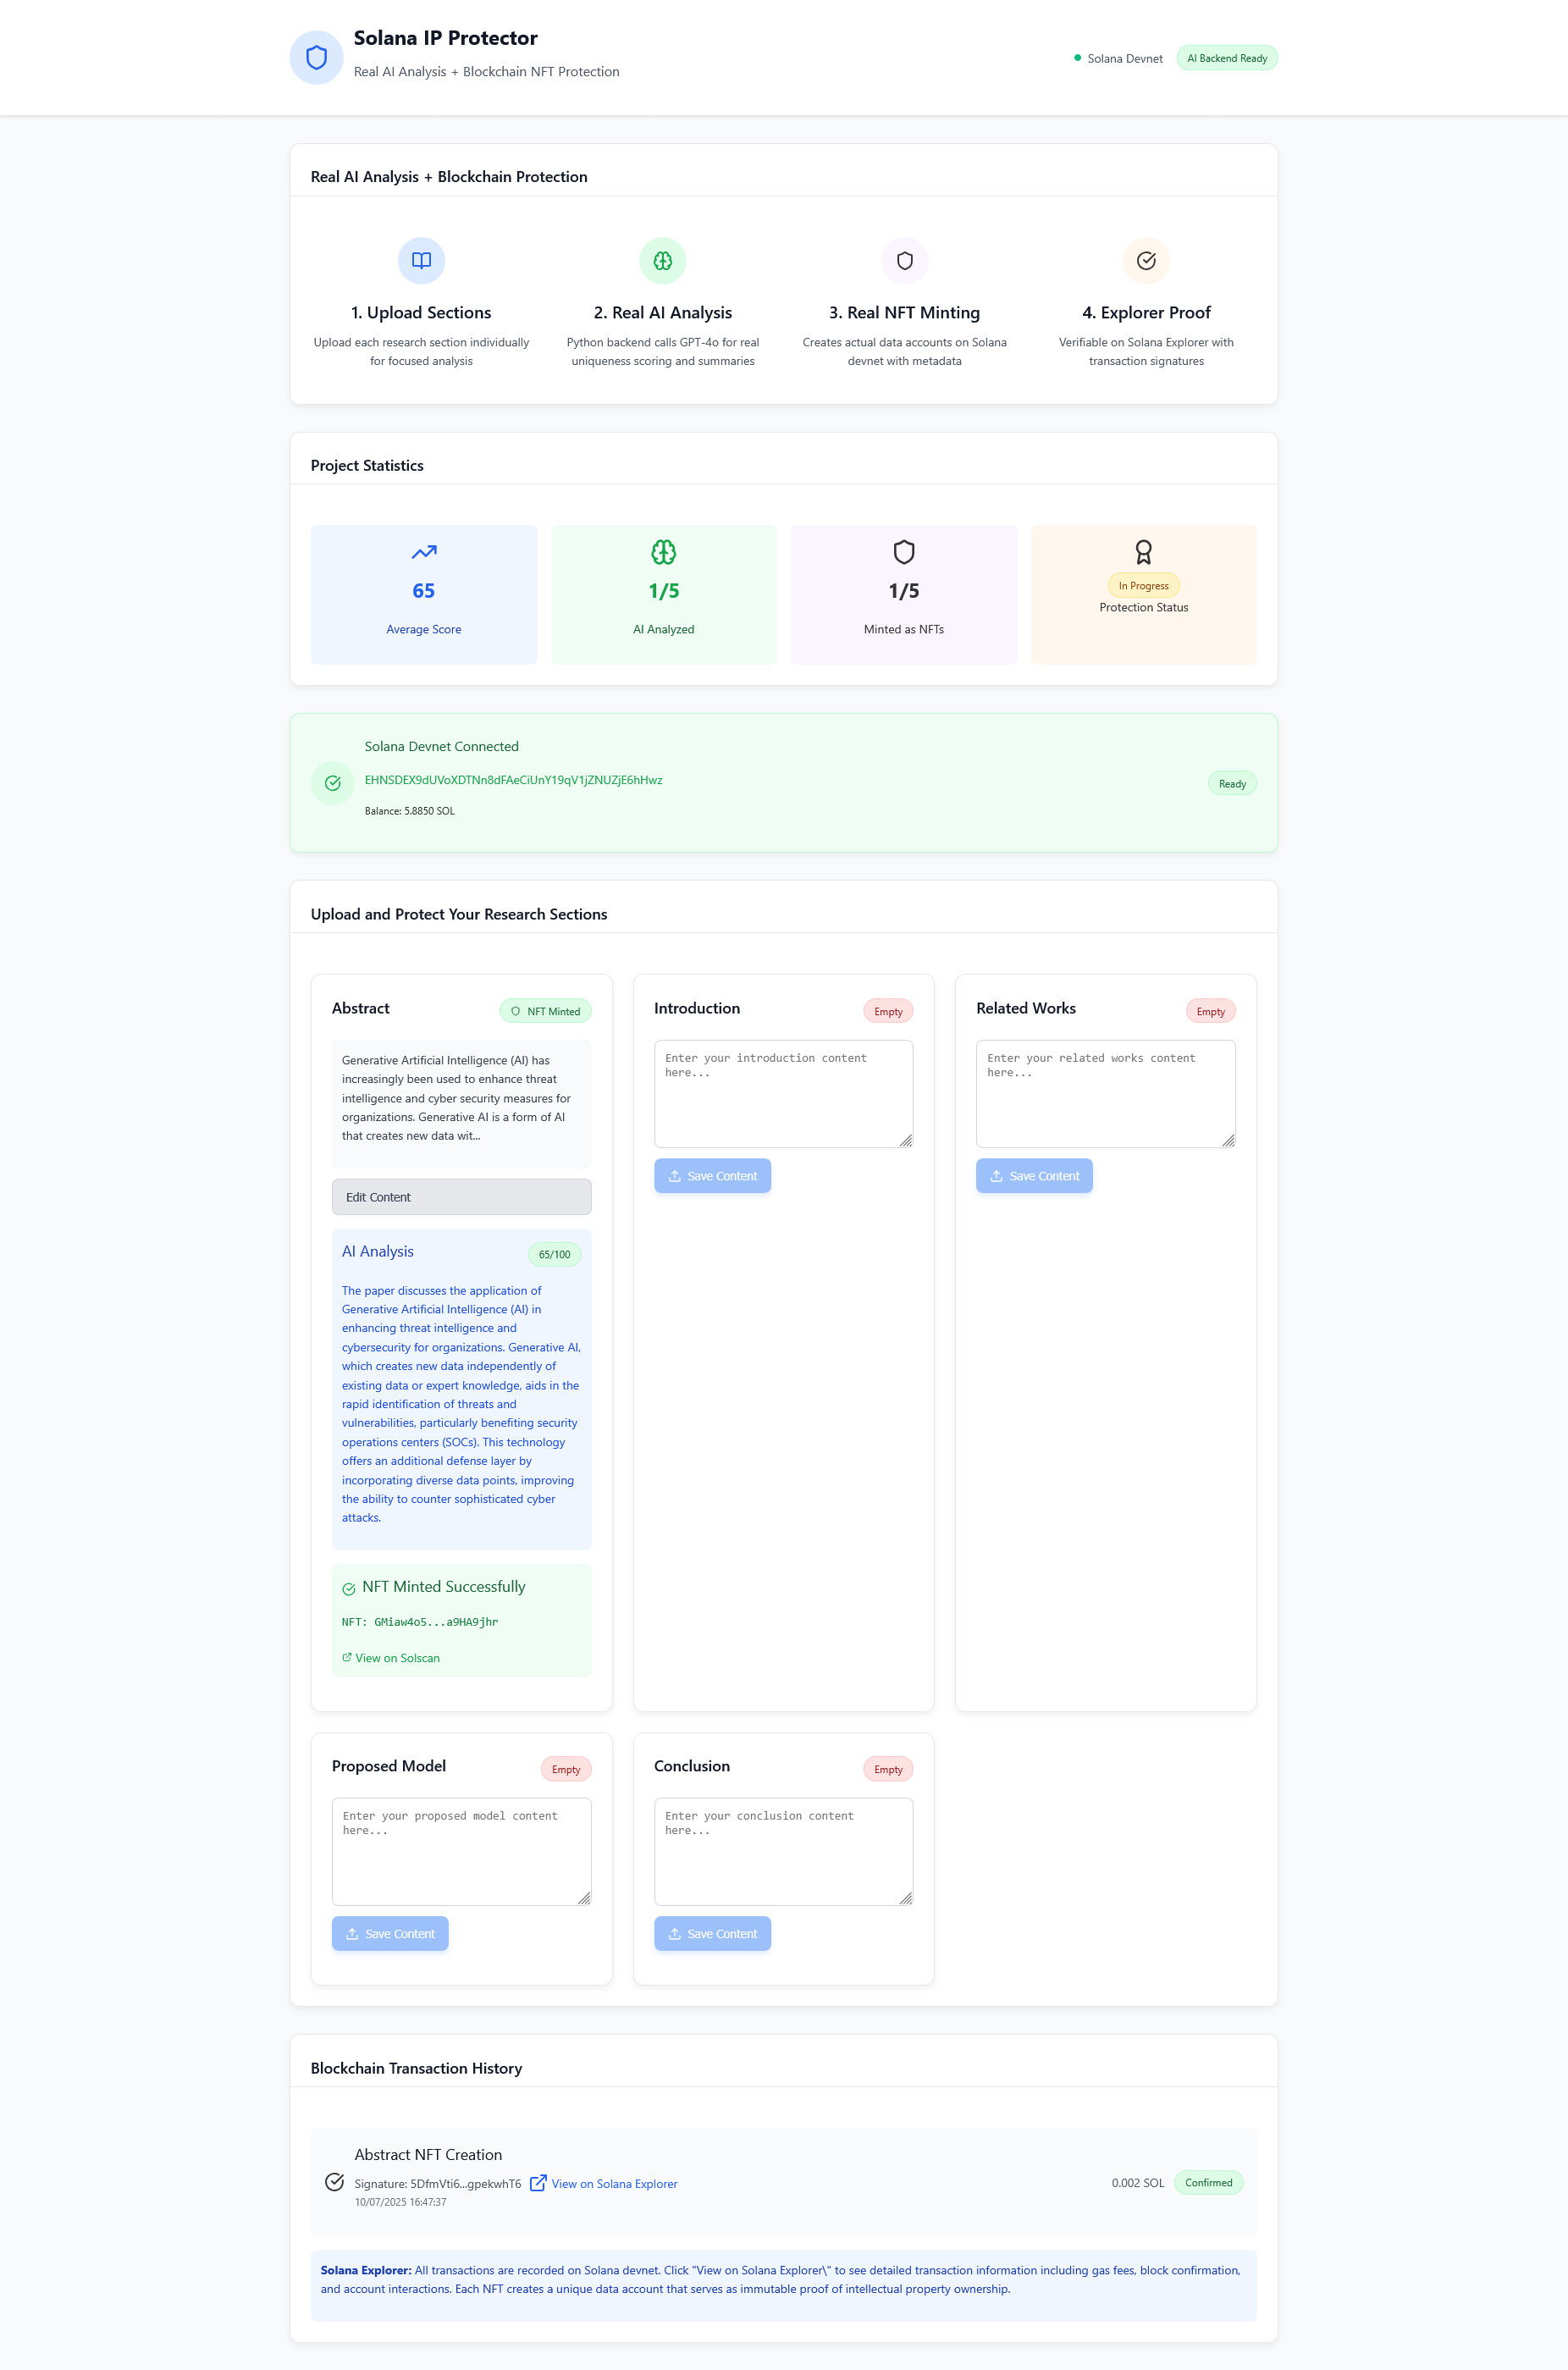 Solana IP Protector
Real AI Analysis + Blockchain NFT Protection
Solana Devnet
AI Backend Ready
Real AI Analysis + Blockchain Protection
1. Upload Sections
Upload each research section individually
for focused analysis
2. Real AI Analysis
Python backend calls GPT-4o for real
uniqueness scoring and summaries
3. Real NFT Minting
Creates actual data accounts on Solana
devnet with metadata
4. Explorer Proof
Verifiable on Solana Explorer with
transaction signatures
Project Statistics
65
Average Score
1/5
AI Analyzed
1/5
Minted as NFTs
In Progress
Protection Status
Solana Devnet Connected
EHNSDEX9dUVoXDTNn8dFAeCiUnY19qV1jZNUZjE6hHwz
Balance: 5.8850 SOL
Ready
Upload and Protect Your Research Sections
Abstract
NFT Minted
Generative Artificial Intelligence (AI) has
increasingly been used to enhance threat
intelligence and cyber security measures for
organizations. Generative AI is a form of AI
that creates new data wit...
Edit Content
AI Analysis
65/100
The paper discusses the application of
Generative Artificial Intelligence (AI) in
enhancing threat intelligence and
cybersecurity for organizations. Generative AI,
which creates new data independently of
existing data or expert knowledge, aids in the
rapid identification of threats and
vulnerabilities, particularly benefiting security
operations centers (SOCs). This technology
offers an additional defense layer by
incorporating diverse data points, improving
the ability to counter sophisticated cyber
attacks.
NFT Minted Successfully
NFT: GMiaw4o5...a9HA9jhr
View on Solscan
Introduction
Empty
Enter your introduction content
here...
Save Content
Related Works
Empty
Enter your related works content
here...
Save Content
Proposed Model
Empty
Enter your proposed model content
here...
Save Content
Conclusion
Empty
Enter your conclusion content
here...
Save Content
Blockchain Transaction History
Abstract NFT Creation
Signature: 5DfmVti6...gpekwhT6 View on Solana Explorer
10/07/2025 16:47:37
0.002 SOL
Confirmed
Solana Explorer: All transactions are recorded on Solana devnet. Click "View on Solana Explorer\" to see detailed transaction information including gas fees, block confirmation,
and account interactions. Each NFT creates a unique data account that serves as immutable proof of intellectual property ownership.